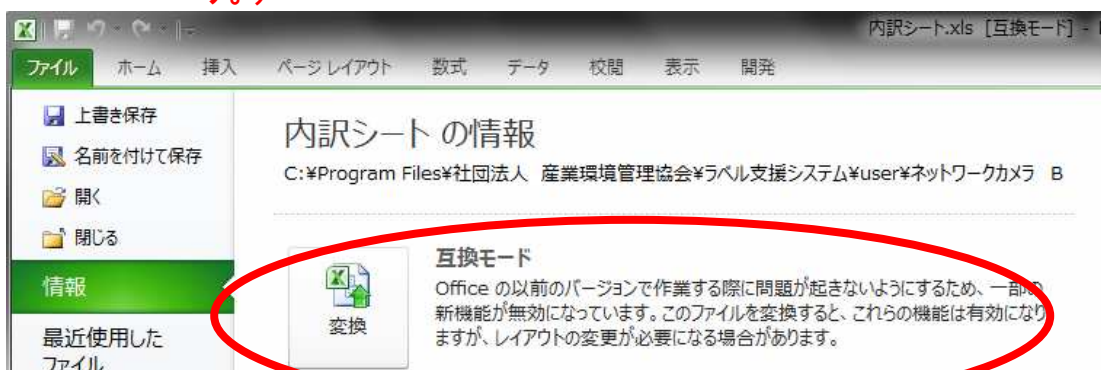 内訳シート.xls [互換モード] -
ファイル ホーム 挿入 ページ レイアウト 数式 データ 校閲 表示 開発
上書き保存
名前を付けて保存
開く
閉じる
情報
最近使用した
ファイル
内訳シート の情報
C:¥Program Files¥社団法人 産業環境管理協会¥ラベル支援システム¥user¥ネットワークカメラ B
変換
互換モード
Office の以前のバージョンで作業する際に問題が起きないようにするため、一部の
新機能が無効になっています。このファイルを変換すると、これらの機能は有効になり
ますが、レイアウトの変更が必要になる場合があります。